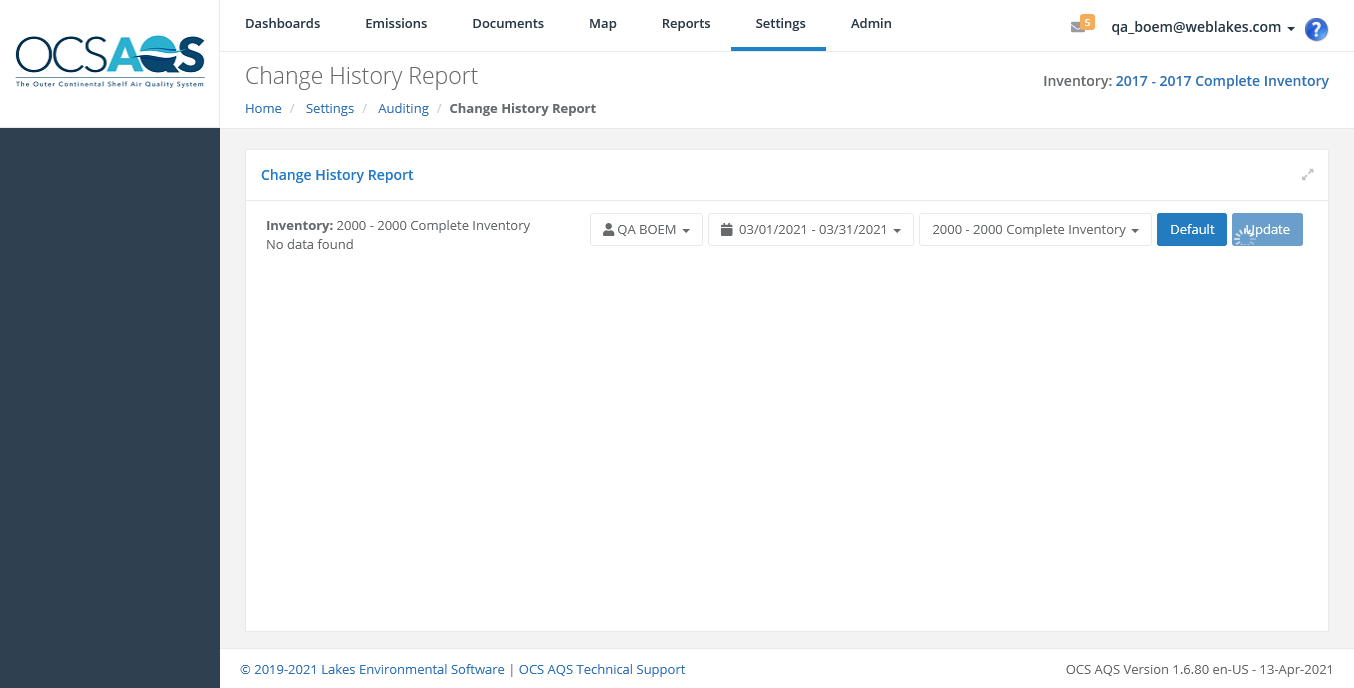 OCSAQS
The Outer Continental Shelf Air Quality System
Dashboards Emissions Documents Map Reports Settings Admin
5 qa_boem@weblakes.com ?
Change History Report
Inventory: 2017 - 2017 Complete Inventory
Home / Settings / Auditing / Change History Report
Change History Report
Inventory: 2000 - 2000 Complete Inventory
No data found
QA BOEM 03/01/2021 - 03/31/2021 2000 - 2000 Complete Inventory Default Update
© 2019-2021 Lakes Environmental Software | OCS AQS Technical Support
OCS AQS Version 1.6.80 en-US - 13-Apr-2021